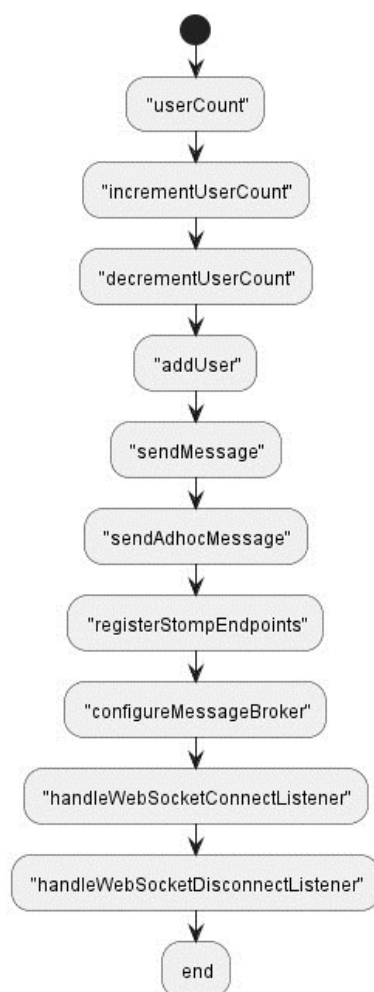 "userCount"
"incrementUserCount"
"decrementUserCount"
"addUser"
"sendMessage"
"sendAdhocMessage"
"registerStompEndpoints"
"configureMessageBroker"
"handleWebSocketConnectListener"
"handleWebSocketDisconnectListener"
end